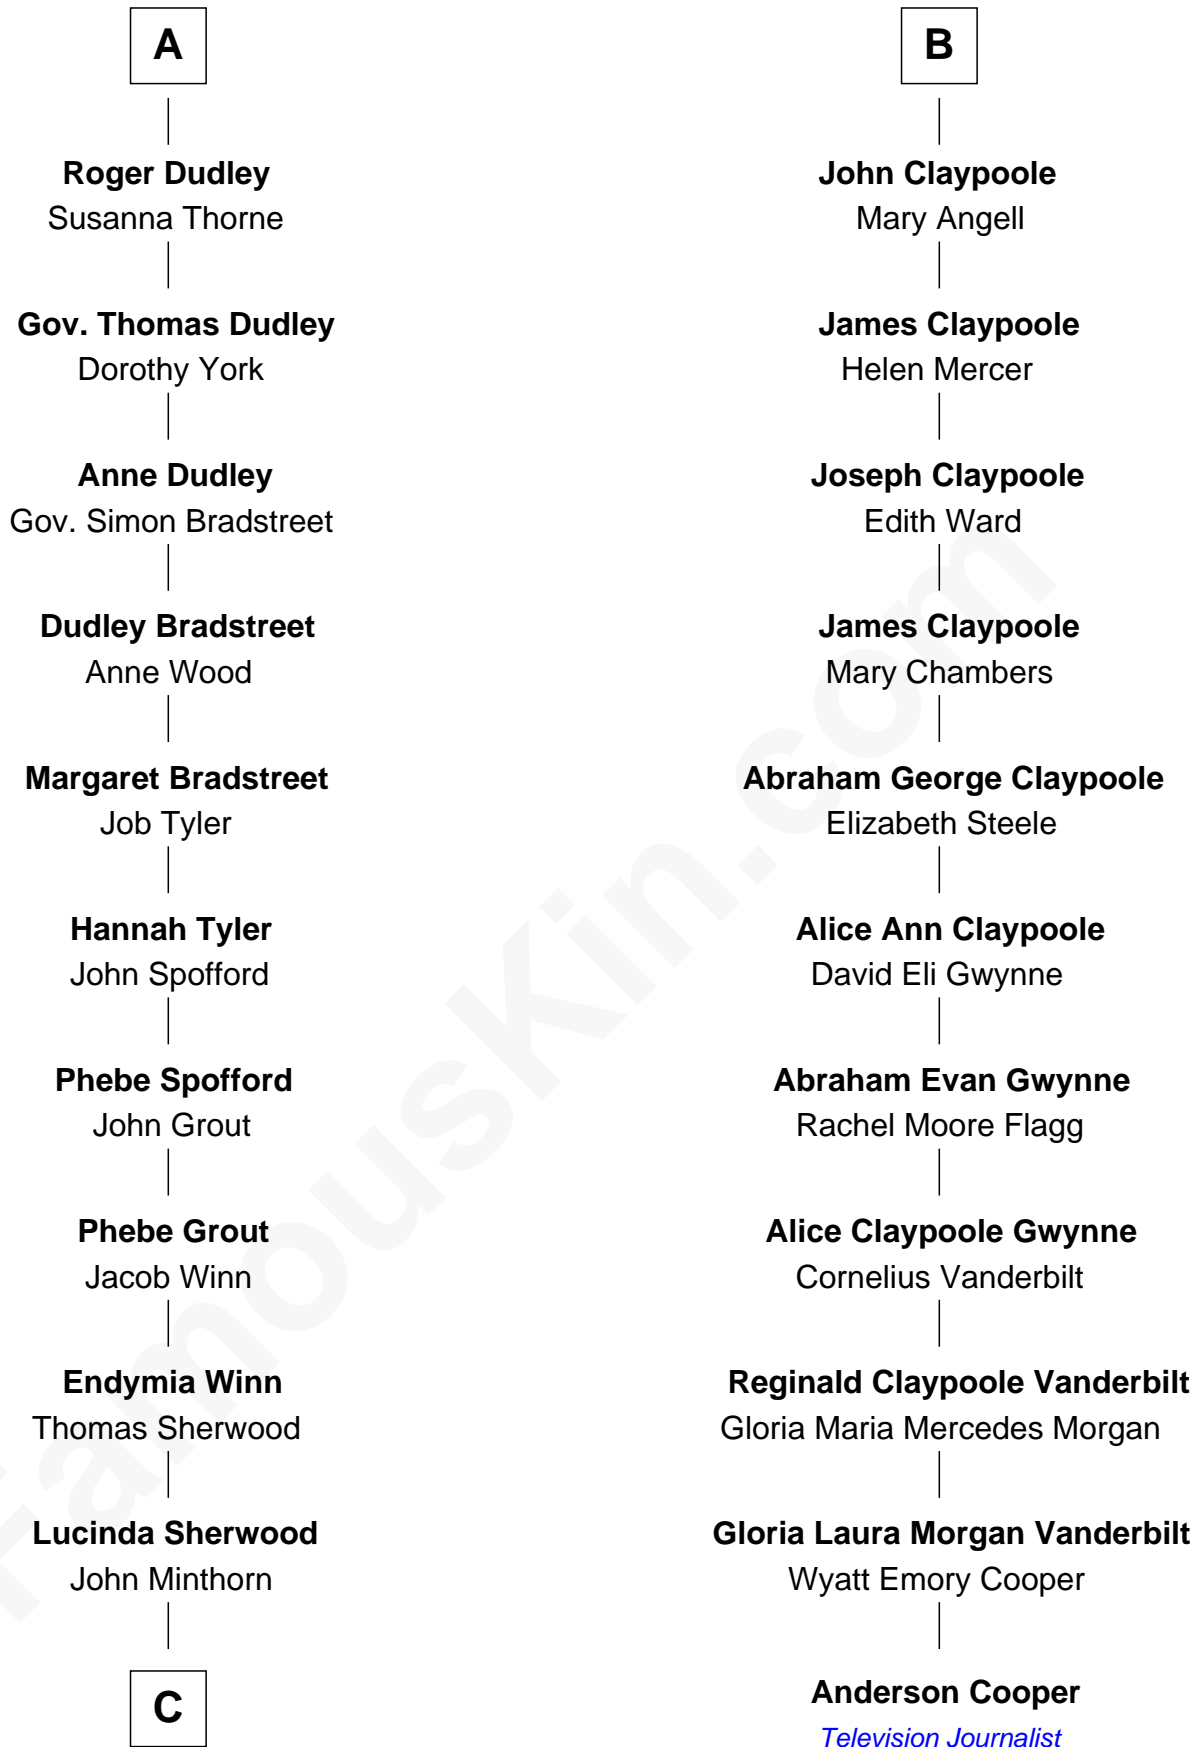 A
Roger Dudley
Susanna Thorne
Gov. Thomas Dudley
Dorothy York
Anne Dudley
Gov. Simon Bradstreet
Dudley Bradstreet
Anne Wood
Margaret Bradstreet
Job Tyler
Hannah Tyler
John Spofford
Phebe Spofford
John Grout
Phebe Grout
Jacob Winn
Endymia Winn
Thomas Sherwood
Lucinda Sherwood
John Minthorn
C
B
John Claypoole
Mary Angell
James Claypoole
Helen Mercer
Joseph Claypoole
Edith Ward
James Claypoole
Mary Chambers
Abraham George Claypoole
Elizabeth Steele
Alice Ann Claypoole
David Eli Gwynne
Abraham Evan Gwynne
Rachel Moore Flagg
Alice Claypoole Gwynne
Cornelius Vanderbilt
Reginald Claypoole Vanderbilt
Gloria Maria Mercedes Morgan
Gloria Laura Morgan Vanderbilt
Wyatt Emory Cooper
Anderson Cooper
Television Journalist
FamousKin.com